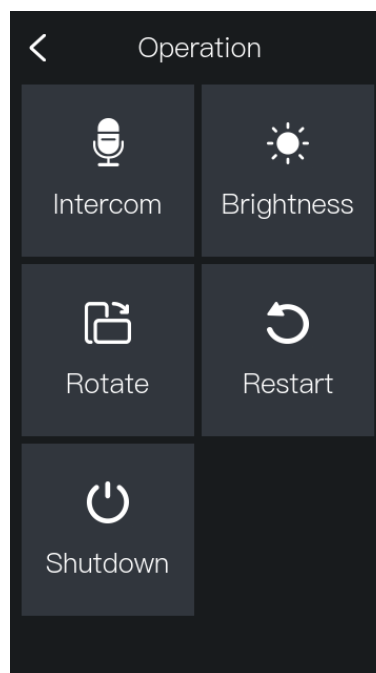 Operation
Intercom
Brightness
Rotate
Restart
Shutdown